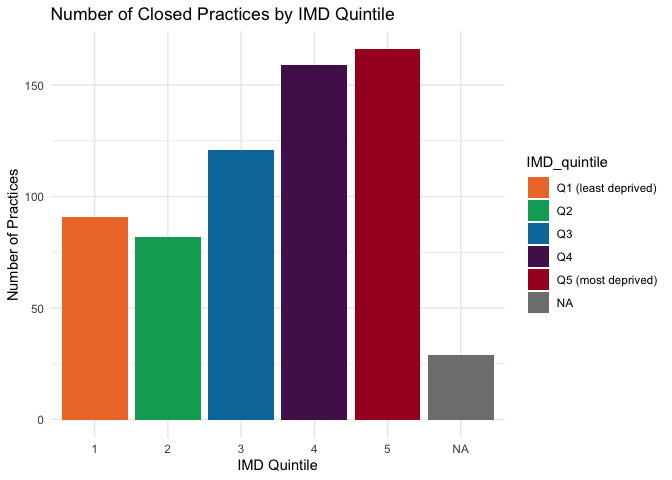 Number of Closed Practices by IMD Quintile
Number of Practices
150
100
50
0
1 2 3 4 5 NA
IMD Quintile
IMD_quintile
Q1 (least deprived)
Q2
Q3
Q4
Q5 (most deprived)
NA